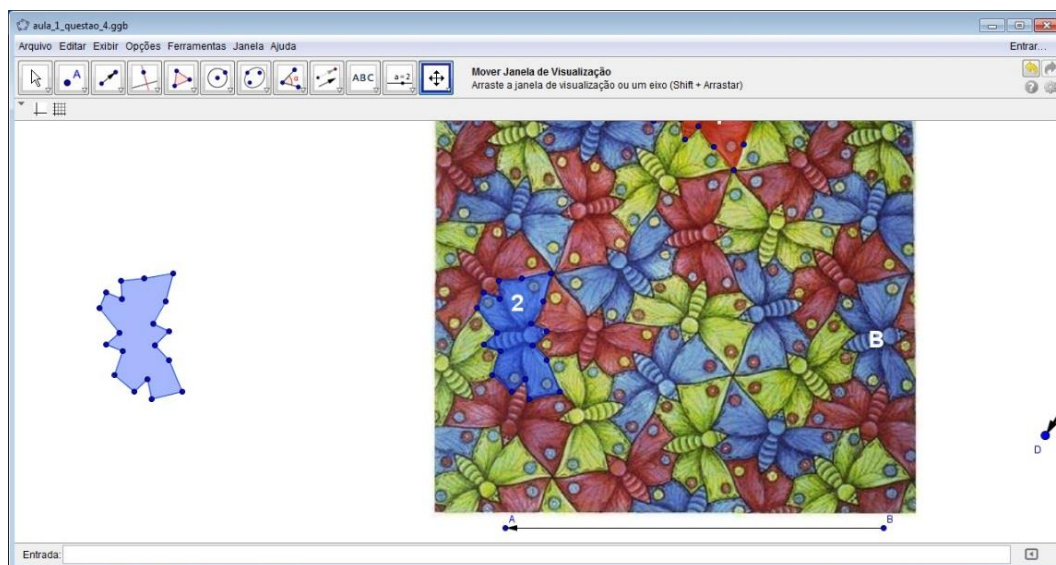 aula_1_questao_4.ggb
Arquivo Editar Exibir Opções Ferramentas Janela Ajuda
Entrar...
A
α
ABC
a=2
Mover Janela de Visualização
Arraste a janela de visualização ou um eixo (Shift + Arrastar)
2
B
D
A
B
Entrada: